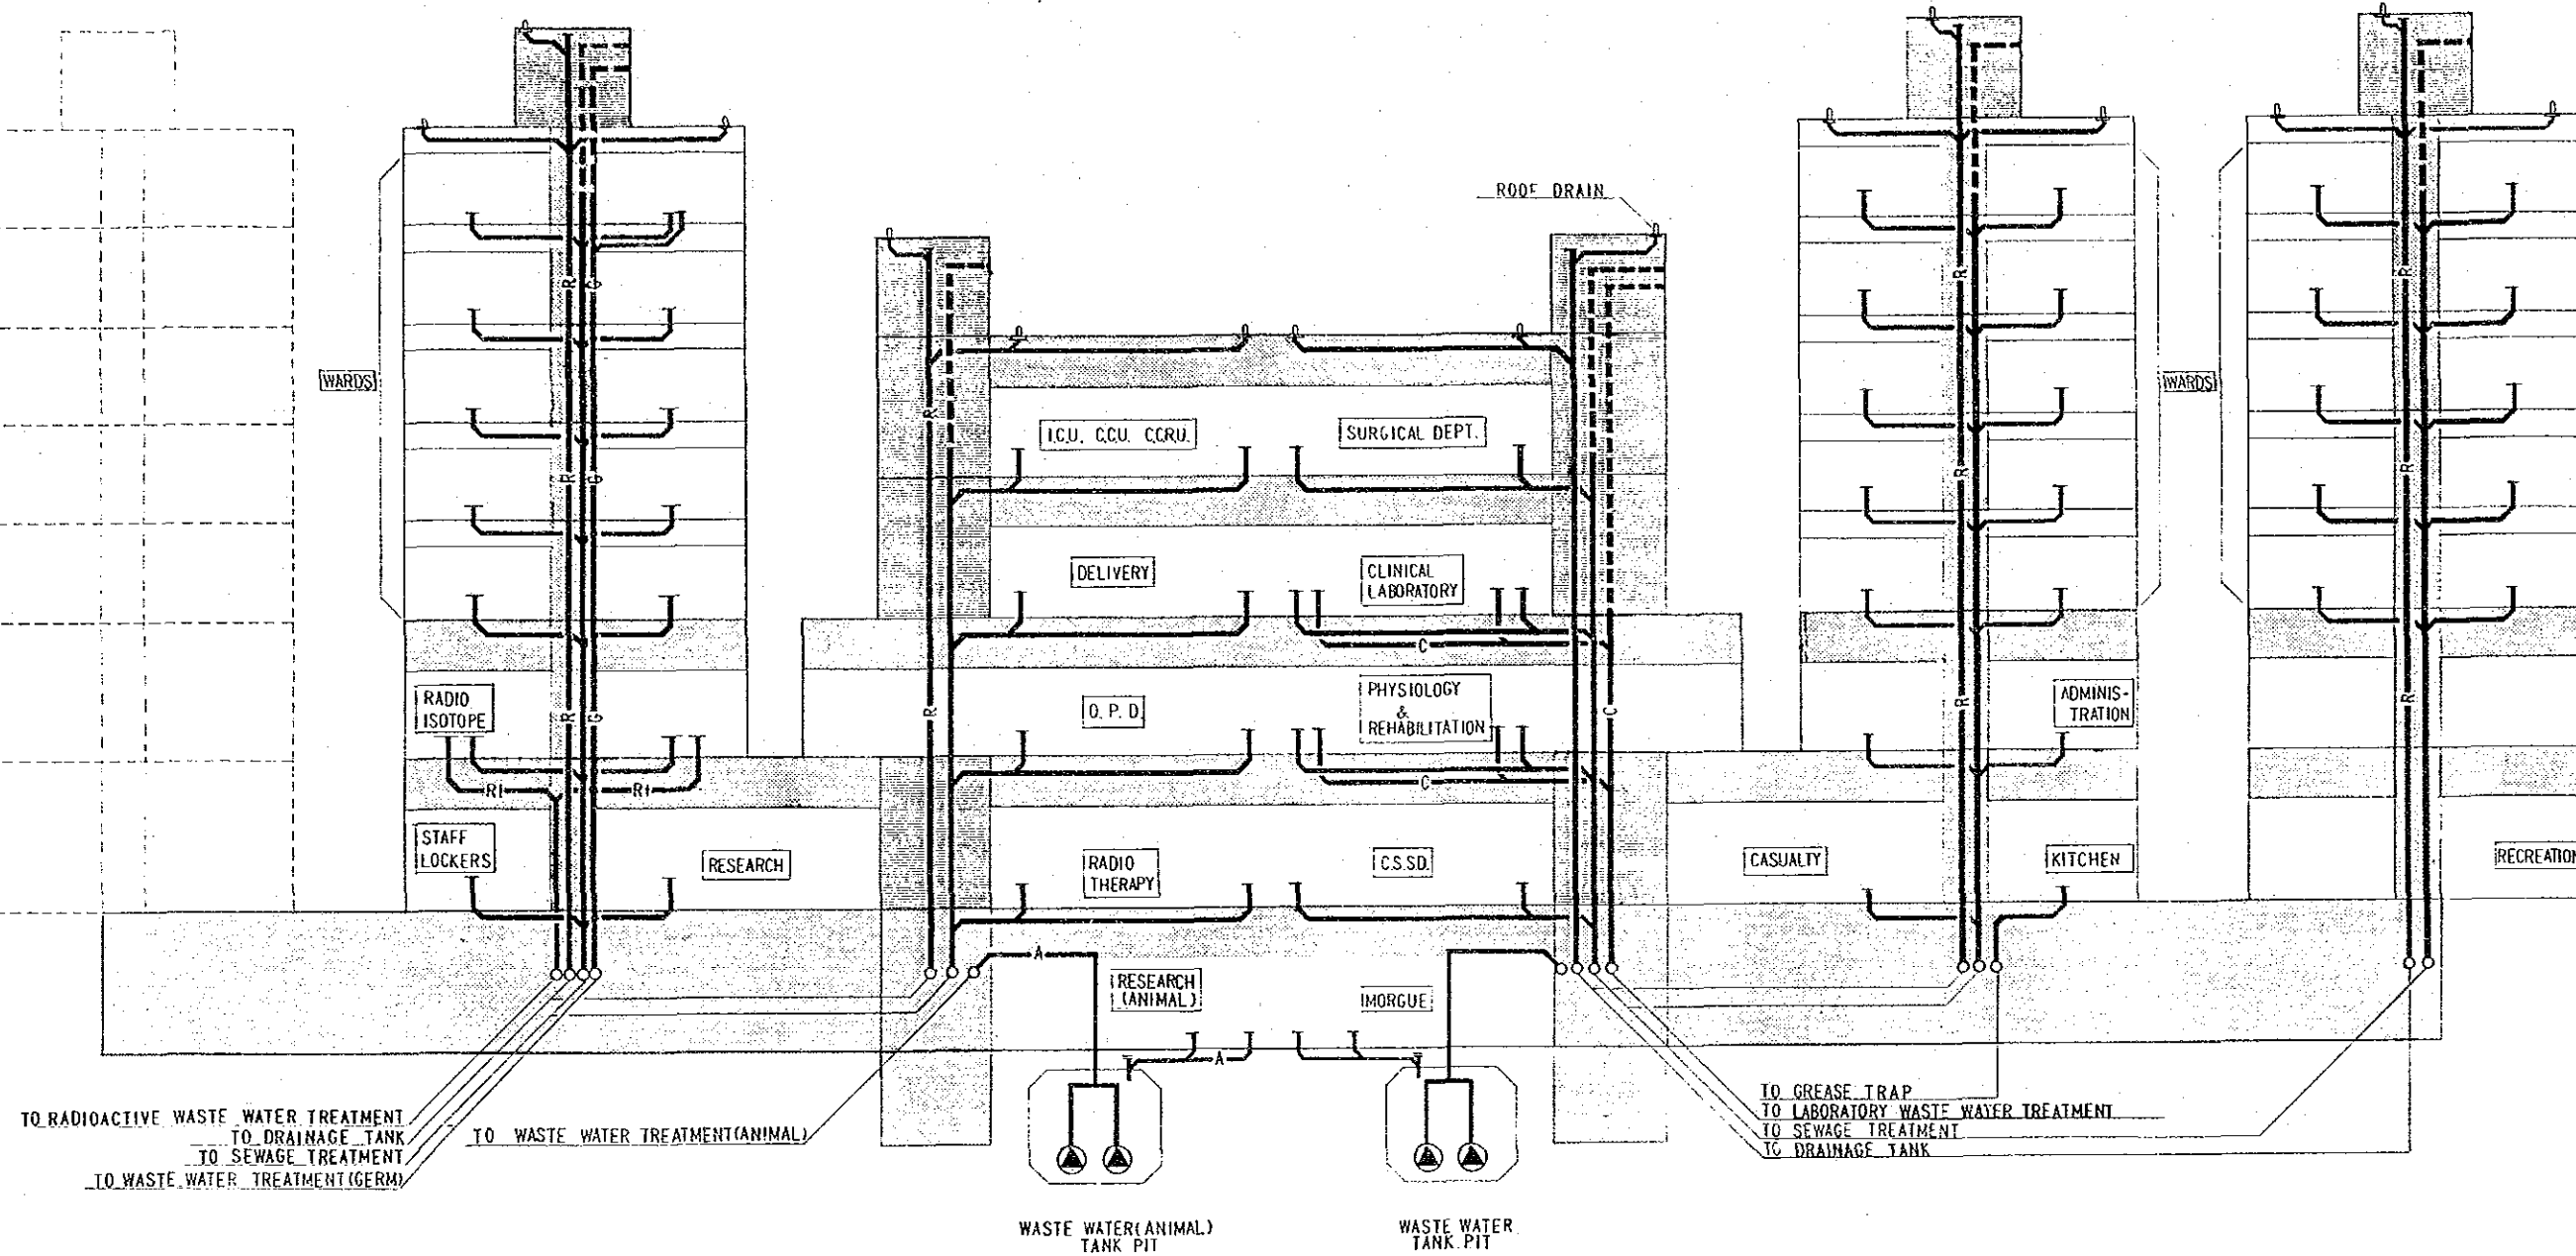 ROOF DRAIN
WARDS
WARDS
I.C.U. C.C.U. C.C.R.U.
SURGICAL DEPT.
DELIVERY
CLINICAL
LABORATORY
RADIO
ISOTOPE
O. P. D.
PHYSIOLOGY
&
REHABILITATION
ADMINIS-
TRATION
STAFF
LOCKERS
RESEARCH
RADIO
THERAPY
C.S.S.D.
CASUALTY
KITCHEN
RECREATION
RESEARCH
(ANIMAL)
MORGUE
R
G
R
R
R
R
G
R
R
R
C
R
G
R
C
R
R
RI
RI
C
A
A
TO RADIOACTIVE WASTE WATER TREATMENT
TO DRAINAGE TANK
TO SEWAGE TREATMENT
TO WASTE WATER TREATMENT(GERM)
TO WASTE WATER TREATMENT(ANIMAL)
TO GREASE TRAP
TO LABORATORY WASTE WAYER TREATMENT
TO SEWAGE TREATMENT
TO DRAINAGE TANK
WASTE WATER(ANIMAL)
TANK PIT
WASTE WATER
TANK PIT